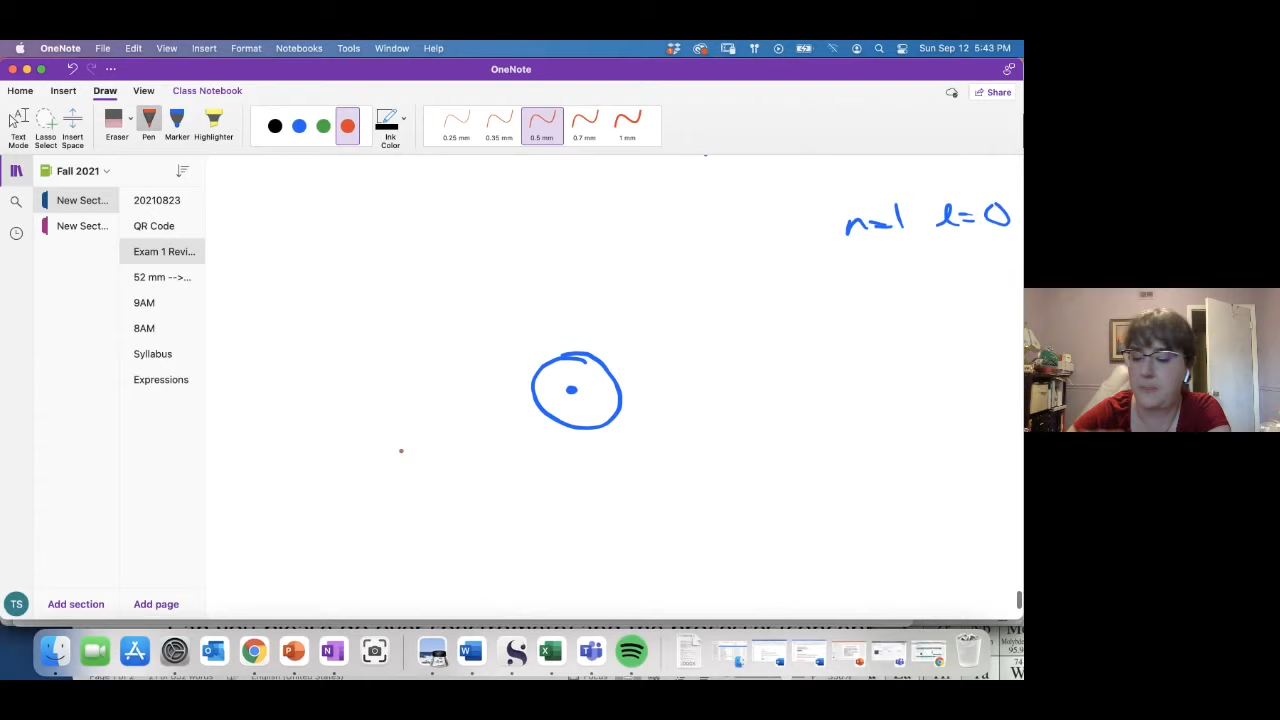 OneNote File Edit View Insert Format Notebooks Tools Window Help Sun Sep 12 5:43 PM
OneNote
Home Insert Draw View Class Notebook Share
Text Mode
Lasso Select
Insert Space
Eraser
Pen
Marker
Highlighter
Ink Color
0.25 mm
0.35 mm
0.5 mm
0.7 mm
1 mm
Fall 2021
New Sect...
New Sect...
20210823
QR Code
Exam 1 Revi...
52 mm -->...
9AM
8AM
Syllabus
Expressions
n=1 l=0
TS
Add section
Add page